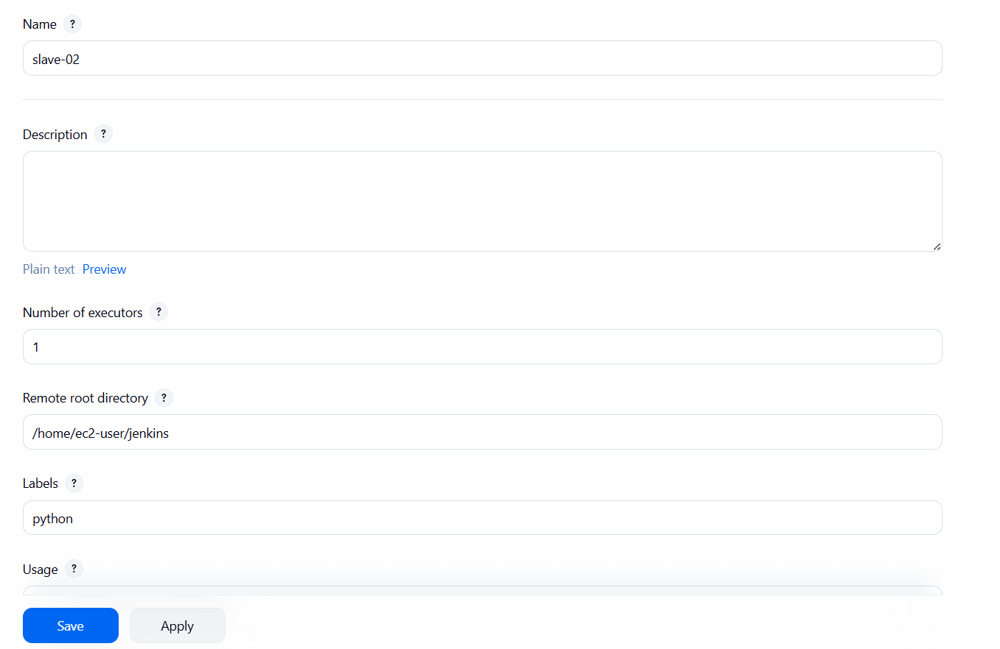 Name ?
slave-02
Description ?
Plain text Preview
Number of executors ?
1
Remote root directory ?
/home/ec2-user/jenkins
Labels ?
python
Usage ?
Save Apply